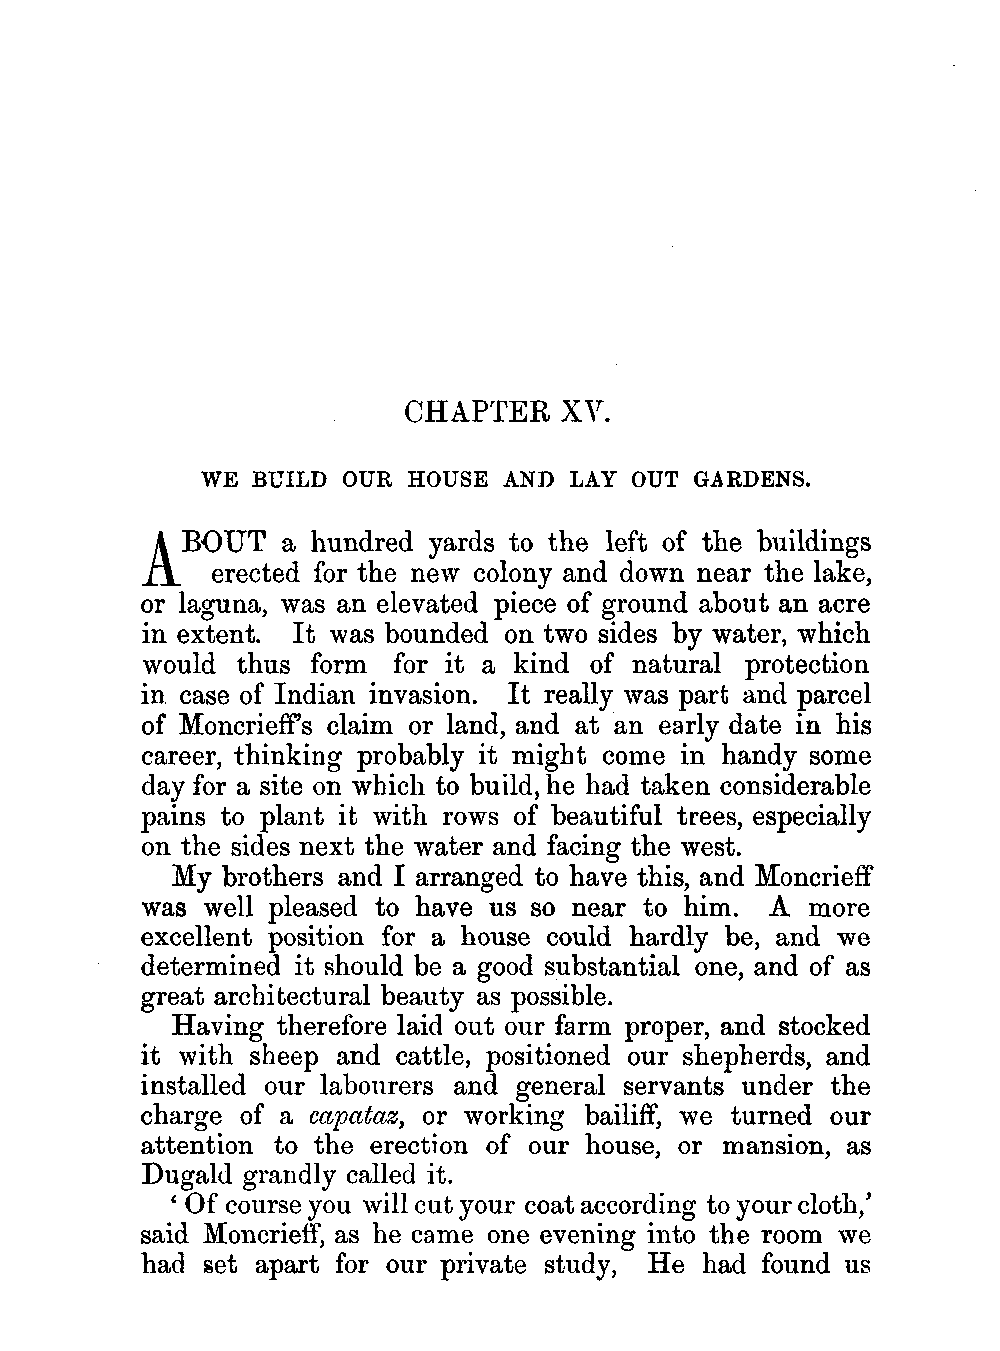 CHAPTER XV.
WE BUILD OUR HOUSE AND LAY OUT GARDENS.
ABOUT a hundred yards to the left of the buildings
erected for the new colony and down near the lake,
or laguna, was an elevated piece of ground about an acre
in extent. It was bounded on two sides by water, which
would thus form for it a kind of natural protection
in case of Indian invasion. It really was part and parcel
of Moncrieff's claim or land, and at an early date in his
career, thinking probably it might come in handy some
day for a site on which to build, he had taken considerable
pains to plant it with rows of beautiful trees, especially
on the sides next the water and facing the west.
My brothers and I arranged to have this, and Moncrieff
was well pleased to have us so near to him. A more
excellent position for a house could hardly be, and we
determined it should be a good substantial one, and of as
great architectural beauty as possible.
Having therefore laid out our farm proper, and stocked
it with sheep and cattle, positioned our shepherds, and
installed our labourers and general servants under the
charge of a capataz, or working bailiff, we turned our
attention to the erection of our house, or mansion, as
Dugald grandly called it.
‘Of course you will cut your coat according to your cloth,’
said Moncrieff, as he came one evening into the room we
had set apart for our private study, He had found us